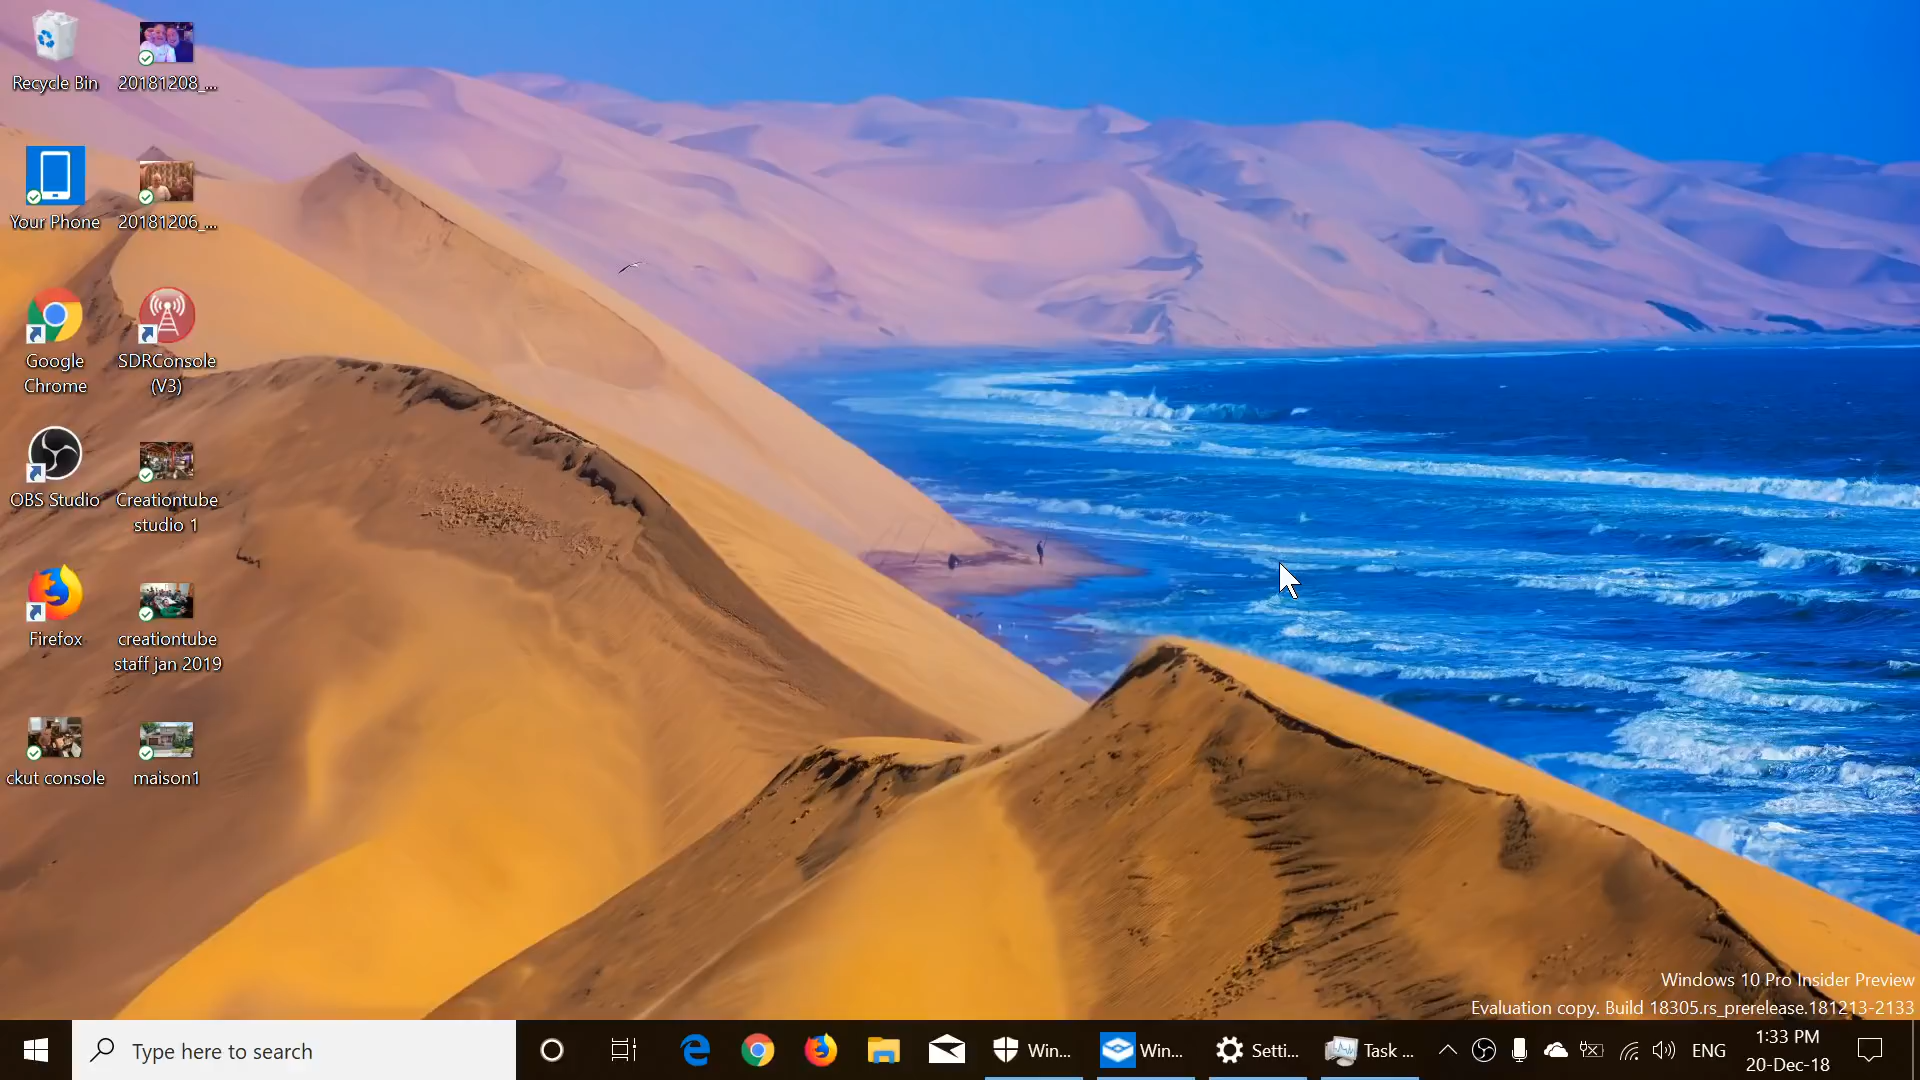 Recycle Bin
20181208_...
Your Phone
20181206_...
Google
Chrome
SDRConsole
(V3)
OBS Studio
Creationtube
studio 1
Firefox
creationtube
staff jan 2019
ckut console
maison1
Windows 10 Pro Insider Preview
Evaluation copy. Build 18305.rs_prerelease.181213-2133
Type here to search
Win...
Win...
Setti...
Task ...
ENG
1:33 PM
20-Dec-18